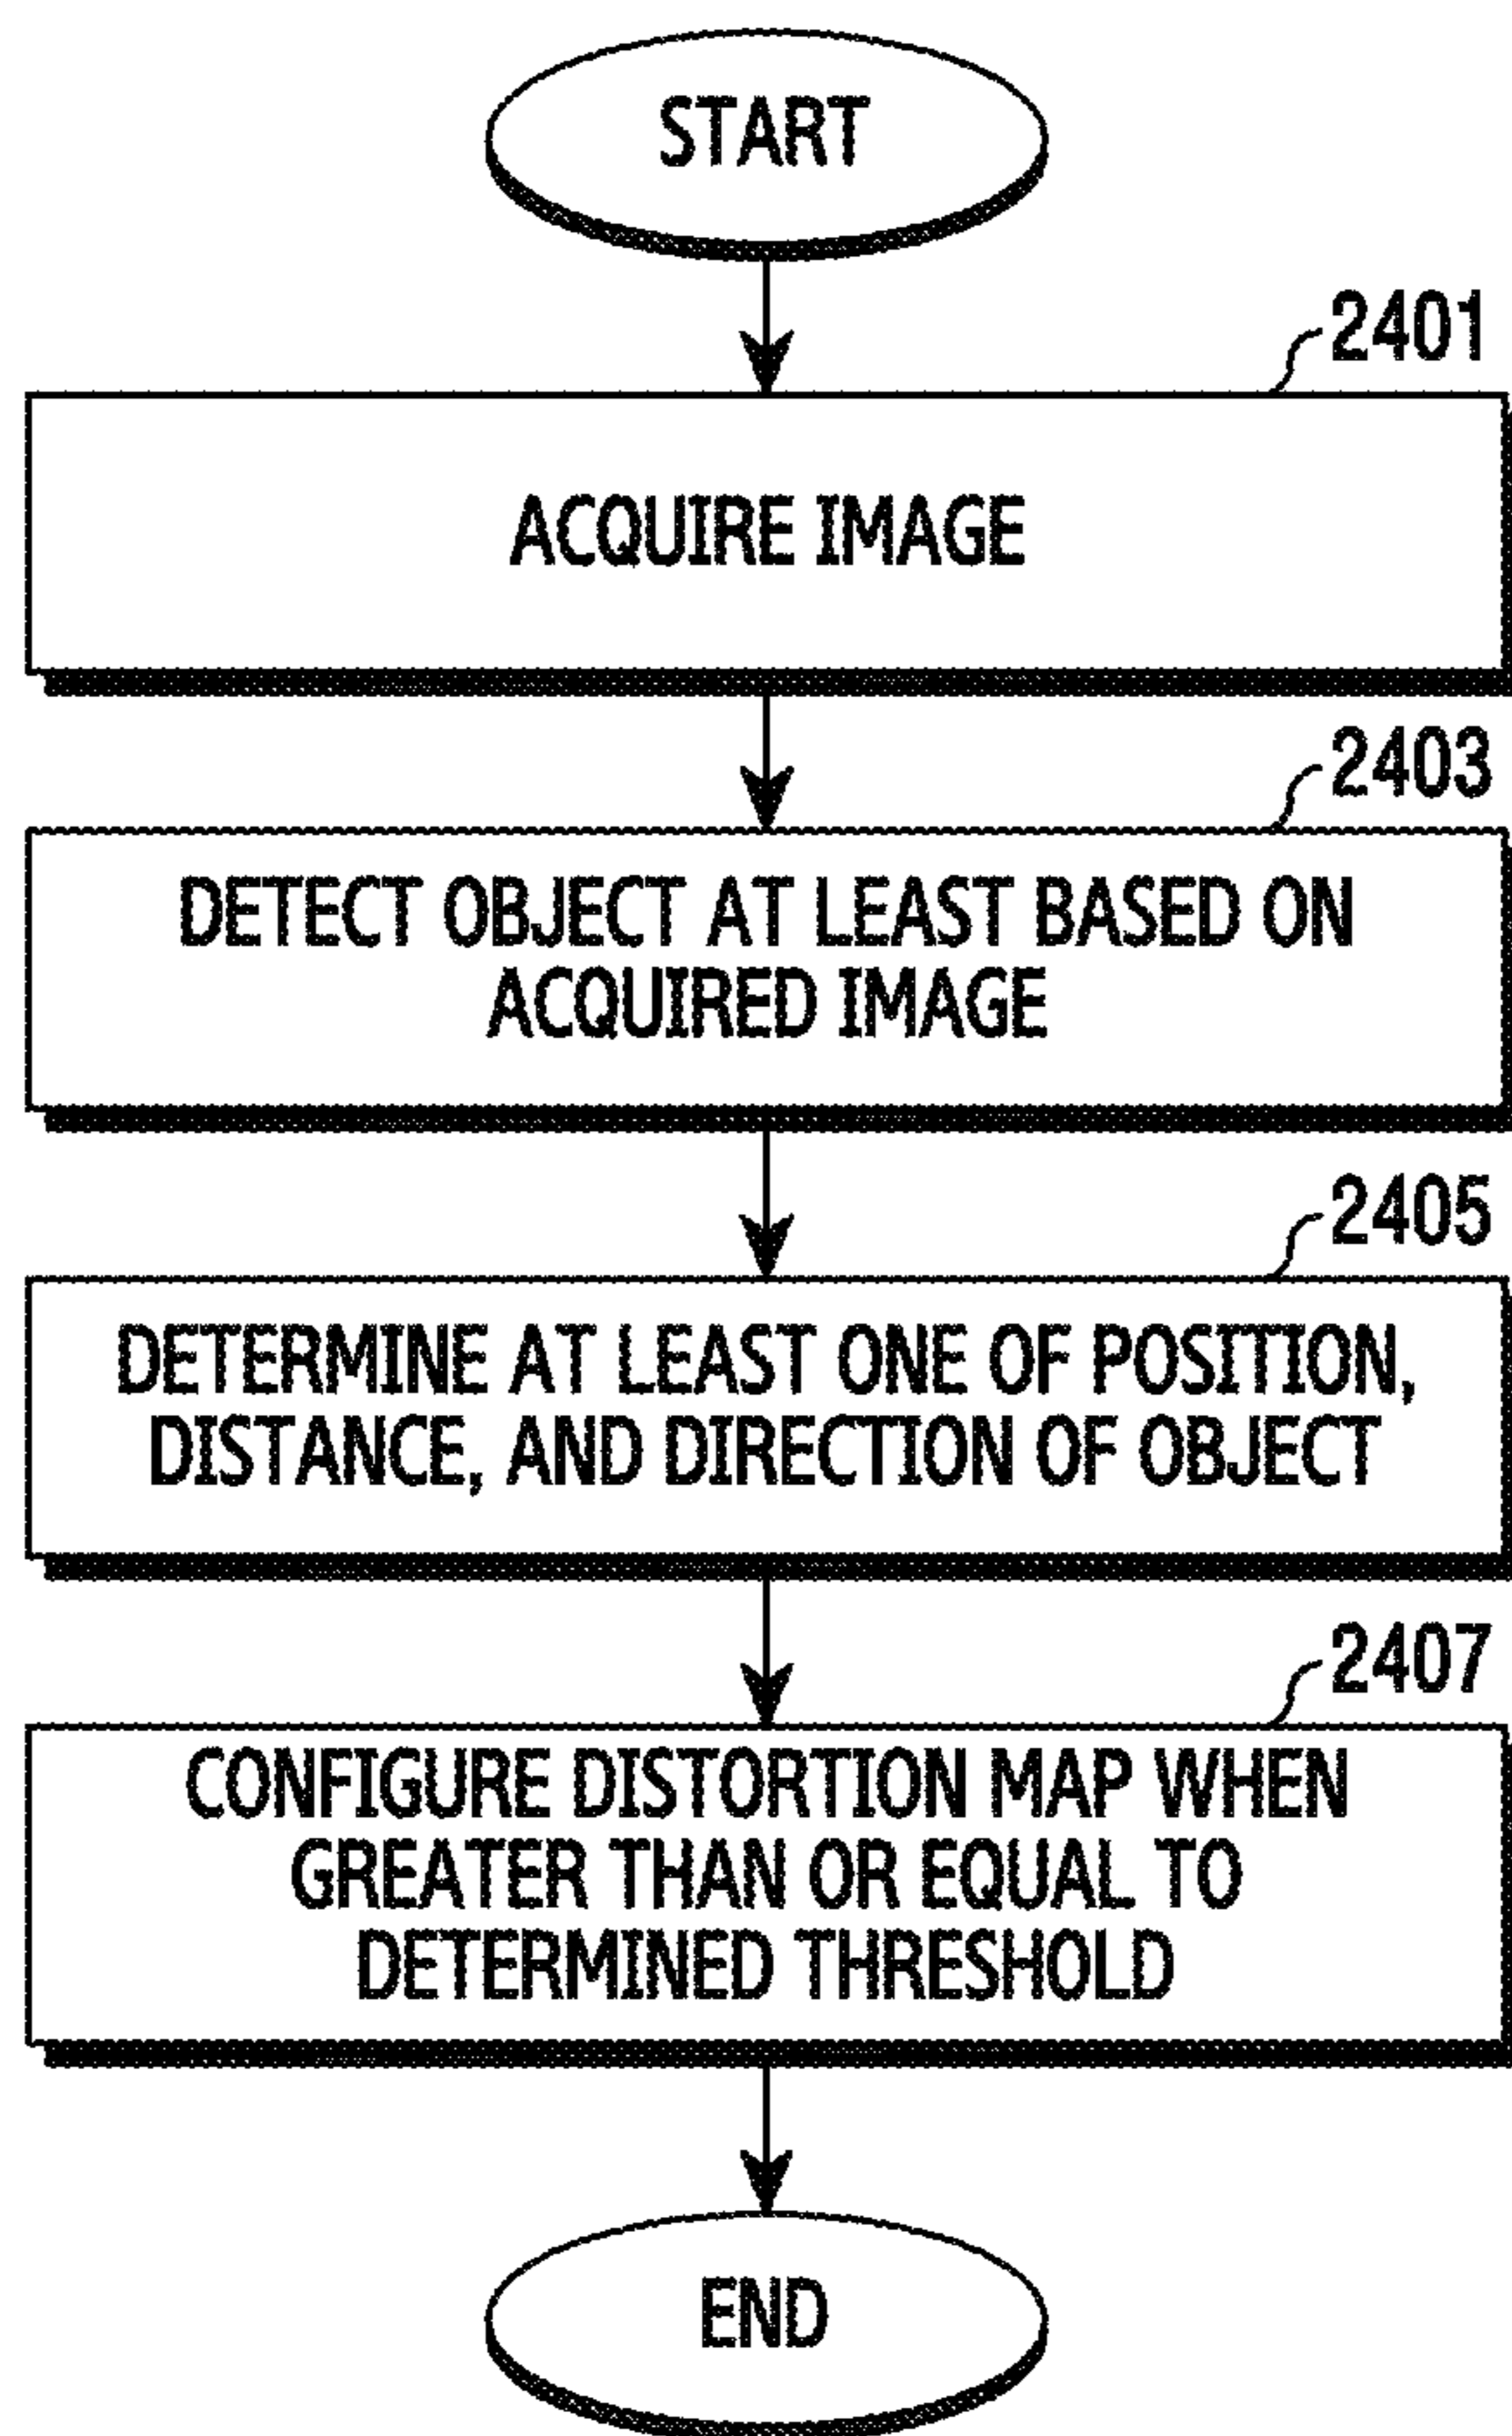 START
2401
ACQUIRE IMAGE
2403
DETECT OBJECT AT LEAST BASED ON
ACQUIRED IMAGE
2405
DETERMINE AT LEAST ONE OF POSITION,
DISTANCE, AND DIRECTION OF OBJECT
2407
CONFIGURE DISTORTION MAP WHEN
GREATER THAN OR EQUAL TO
DETERMINED THRESHOLD
END